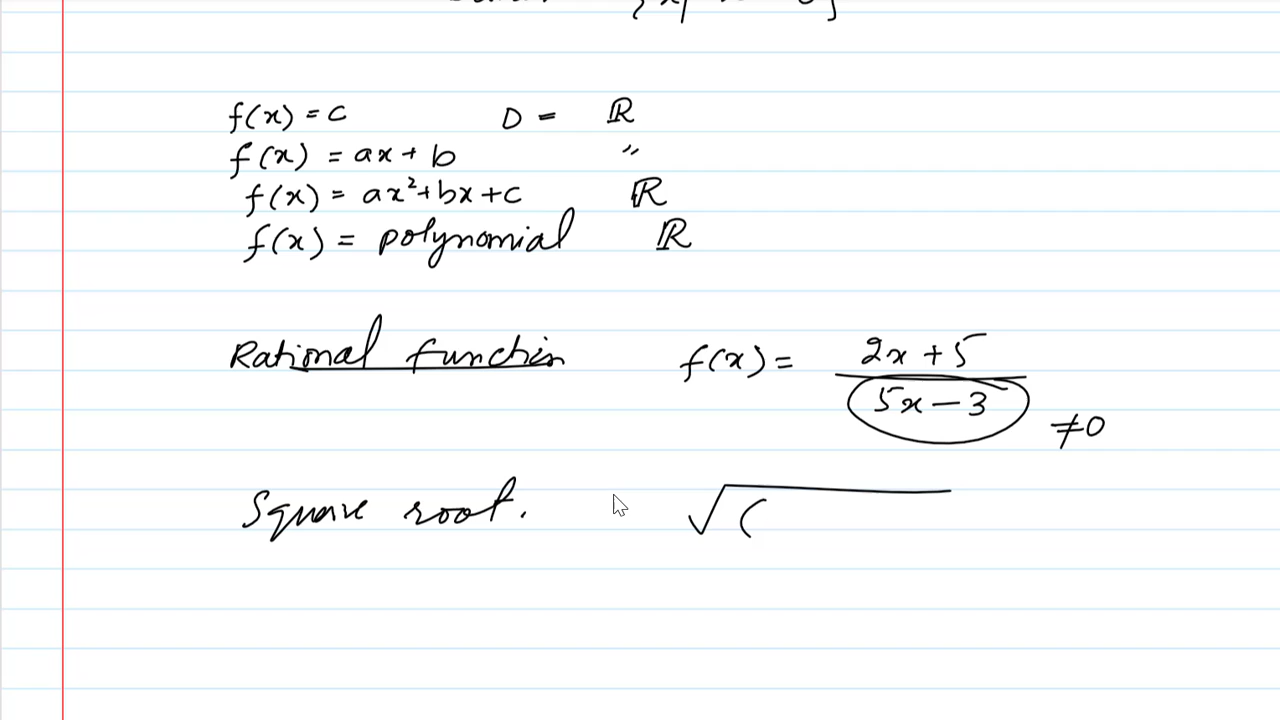 f(x) = c D = ℝ
f(x) = ax + b "
f(x) = ax²+bx+c ℝ
f(x) = polynomial ℝ
Rational function f(x) = (2x+5)/(5x-3) ≠0
Square root. √(